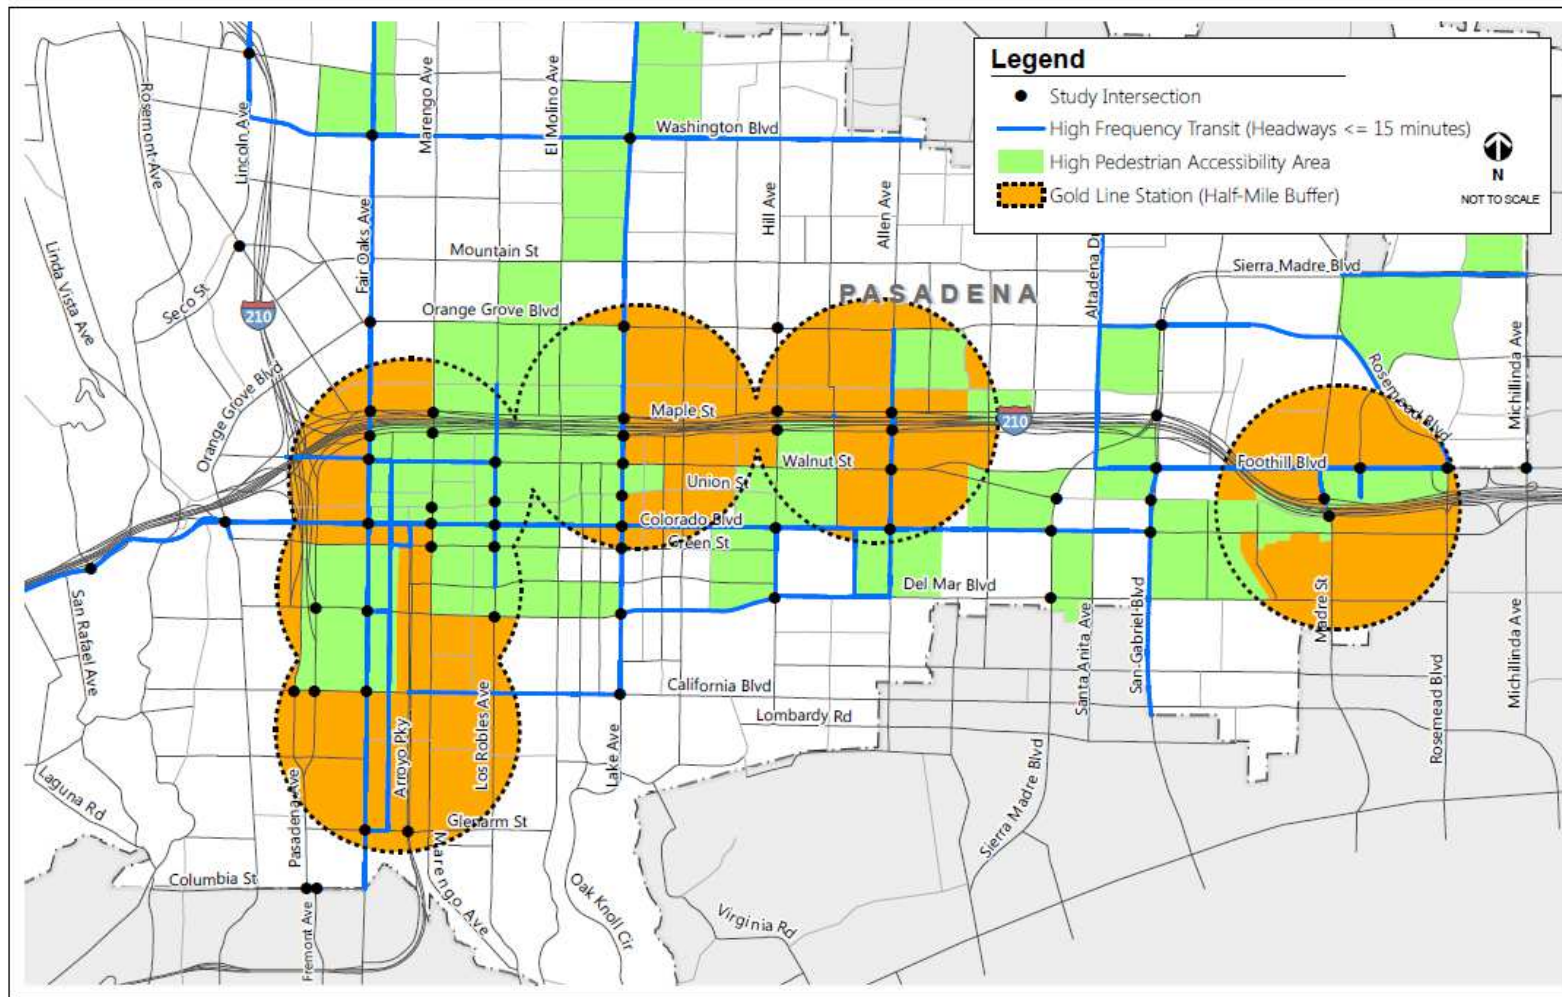 Legend
Study Intersection
High Frequency Transit (Headways <= 15 minutes)
High Pedestrian Accessibility Area
Gold Line Station (Half-Mile Buffer)
N
NOT TO SCALE
Rosemont Ave
Lincoln Ave
Marengo Ave
El Molino Ave
Washington Blvd
Hill Ave
Allen Ave
Fair Oaks Ave
Linda Vista Ave
Seco St
Mountain St
Altadena Dr
Sierra Madre Blvd
PASADENA
210
Orange Grove Blvd
Orange Grove Blvd
Michillinda Ave
Rosemead Blvd
Maple St
210
Walnut St
Foothill Blvd
Union St
Colorado Blvd
Green St
Del Mar Blvd
San Rafael Ave
Santa Anita Ave
San Gabriel Blvd
Madre St
Michillinda Ave
Rosemead Blvd
California Blvd
Lombardy Rd
Arroyo Pky
Los Robles Ave
Lake Ave
Laguna Rd
Pasadena Ave
Glenarm St
Sierra Madre Blvd
Columbia St
Marengo Ave
Oak Knoll Cir
Virginia Rd
Fremont Ave